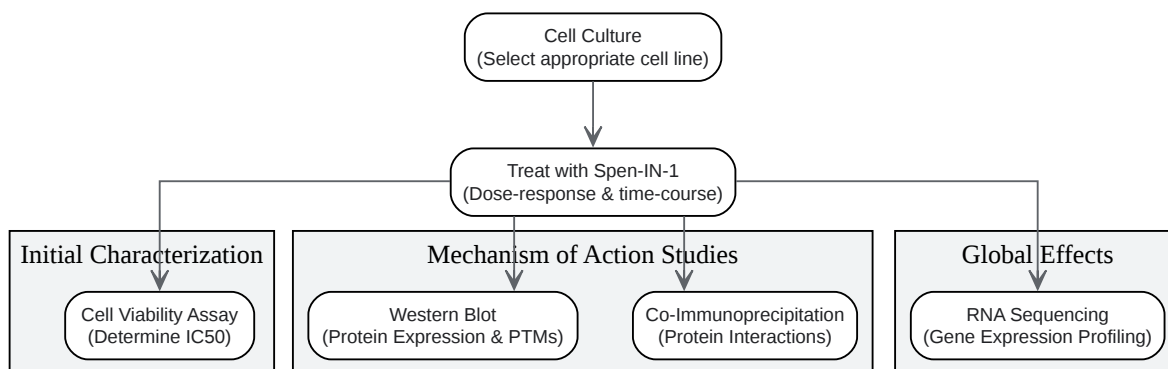 Cell Culture
(Select appropriate cell line)
Treat with Spen-IN-1
(Dose-response & time-course)
Initial Characterization
Cell Viability Assay
(Determine IC50)
Mechanism of Action Studies
Western Blot
(Protein Expression & PTMs)
Co-Immunoprecipitation
(Protein Interactions)
Global Effects
RNA Sequencing
(Gene Expression Profiling)